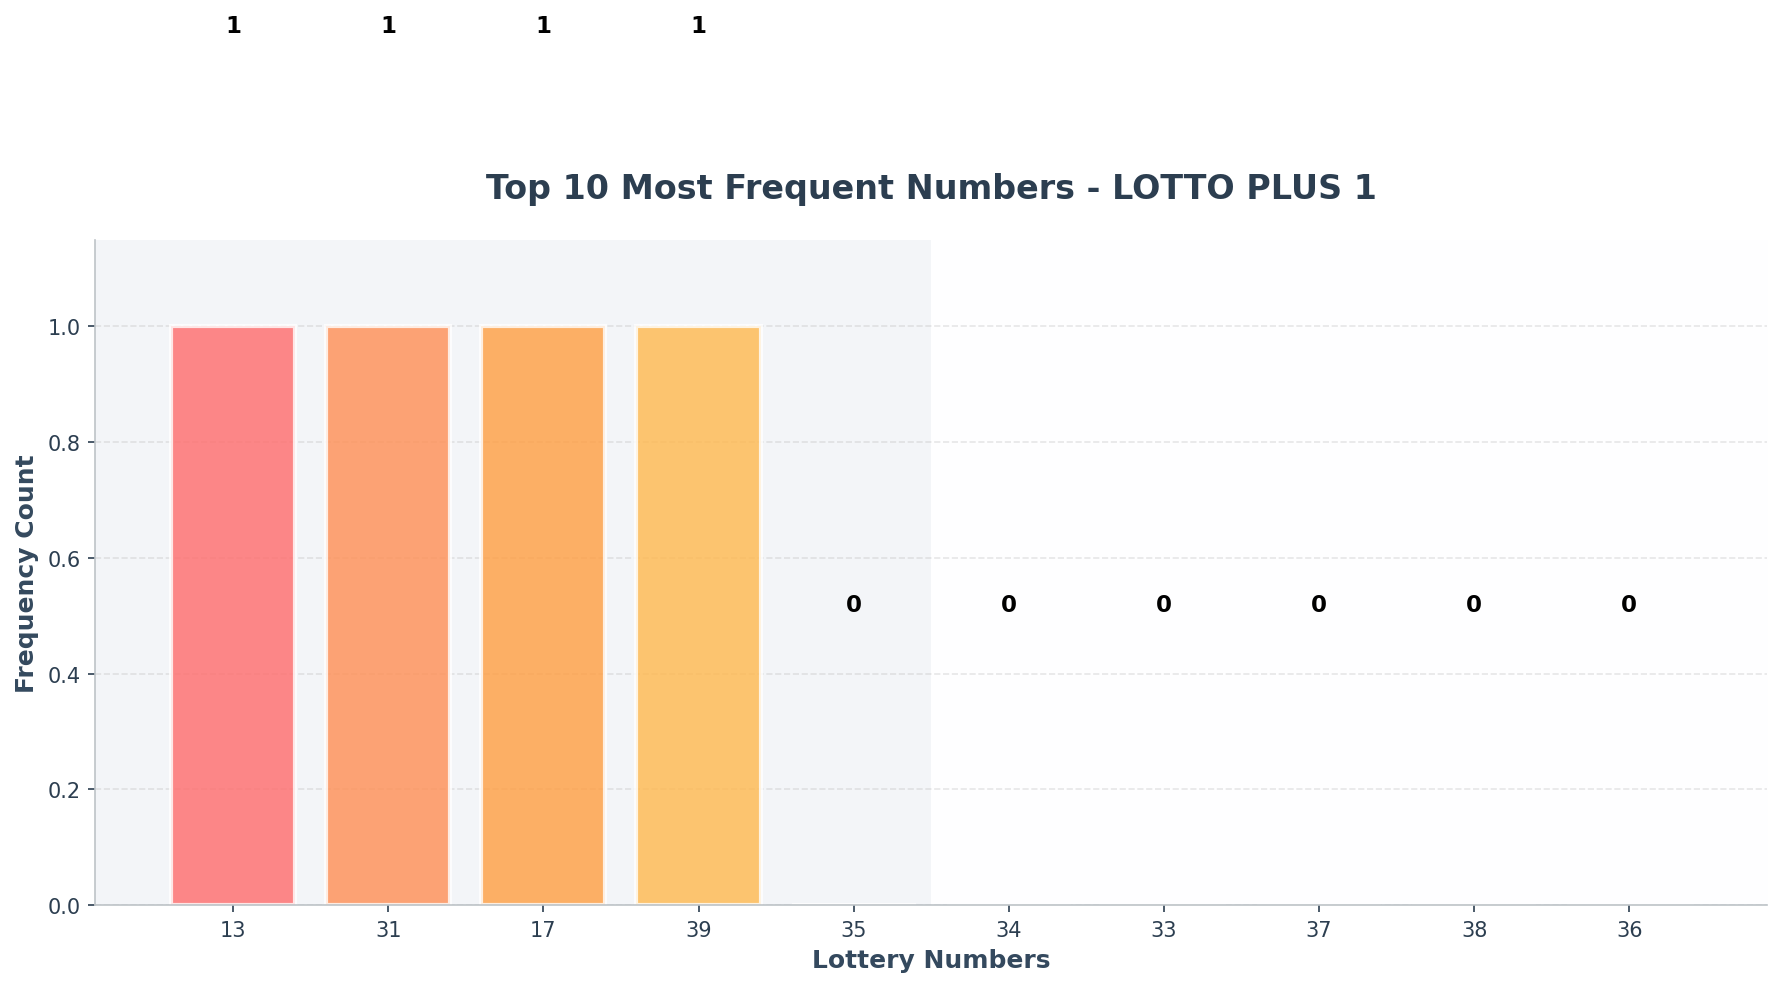 1 1 1 1
Top 10 Most Frequent Numbers - LOTTO PLUS 1
Frequency Count
1.0
0.8
0.6
0.4
0.2
0.0
0 0 0 0 0 0
13 31 17 39 35 34 33 37 38 36
Lottery Numbers